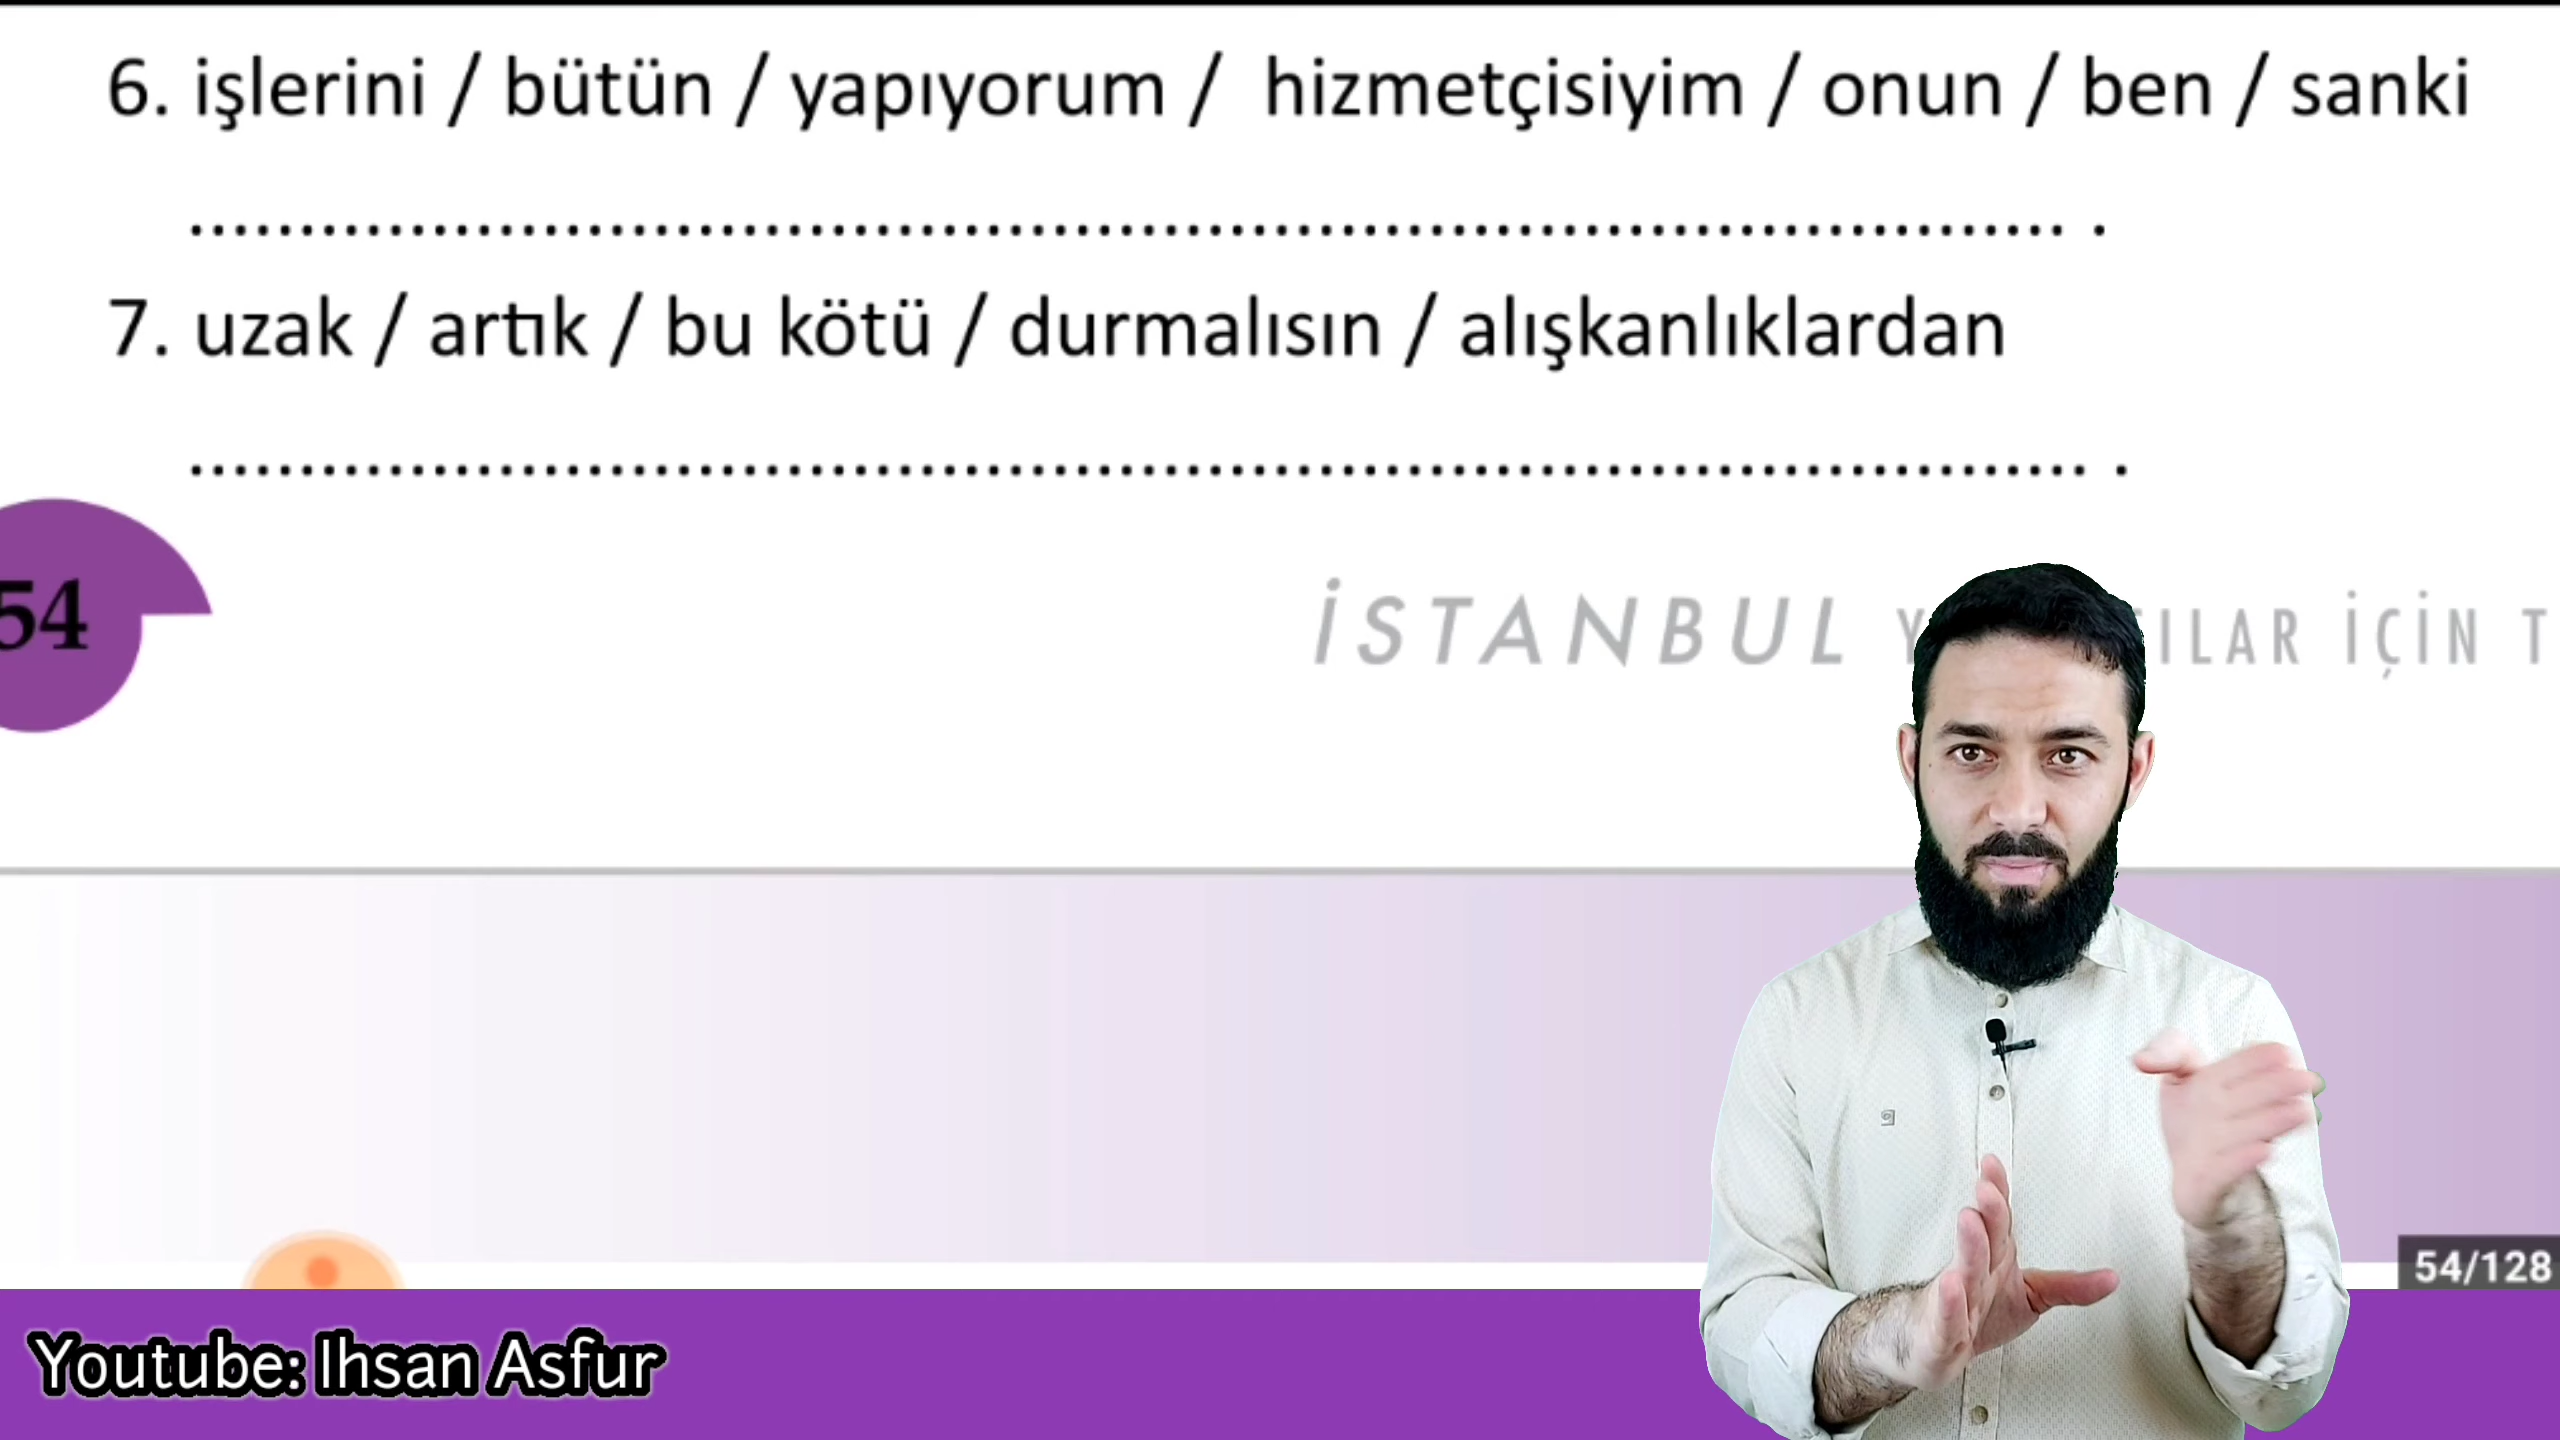 6. işlerini / bütün / yapıyorum / hizmetçisiyim / onun / ben / sanki
.................................................................... .
7. uzak / artık / bu kötü / durmalısın / alışkanlıklardan
.................................................................... .
54
İSTANBUL İÇİN
54/128
Youtube: Ihsan Asfur